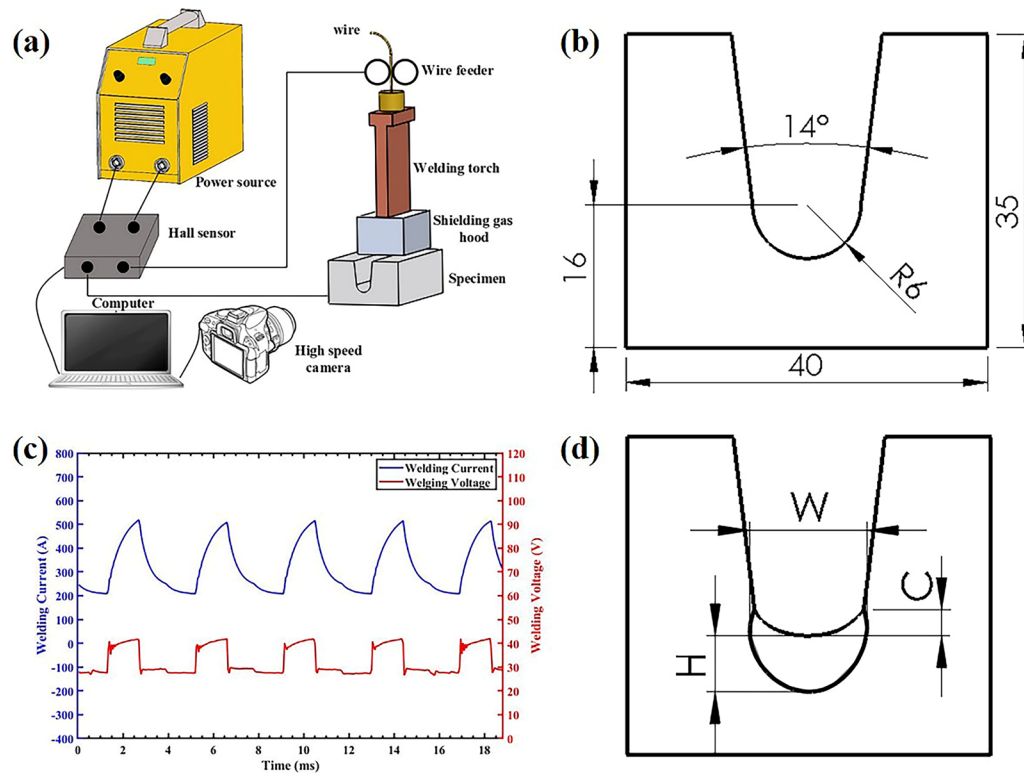 (a)
wire
Wire feeder
Welding torch
Power source
Hall sensor
Shielding gas
hood
Specimen
Computer
High speed
camera
(b)
14°
35
16
R6
40
(c)
800
700
600
500
400
300
200
100
0
-100
-200
-300
-400
Welding Current (A)
Welding Current
Welging Voltage
120
110
100
90
80
70
60
50
40
30
20
10
0
Welding Voltage (V)
0 2 4 6 8 10 12 14 16 18
Time (ms)
(d)
W
C
H